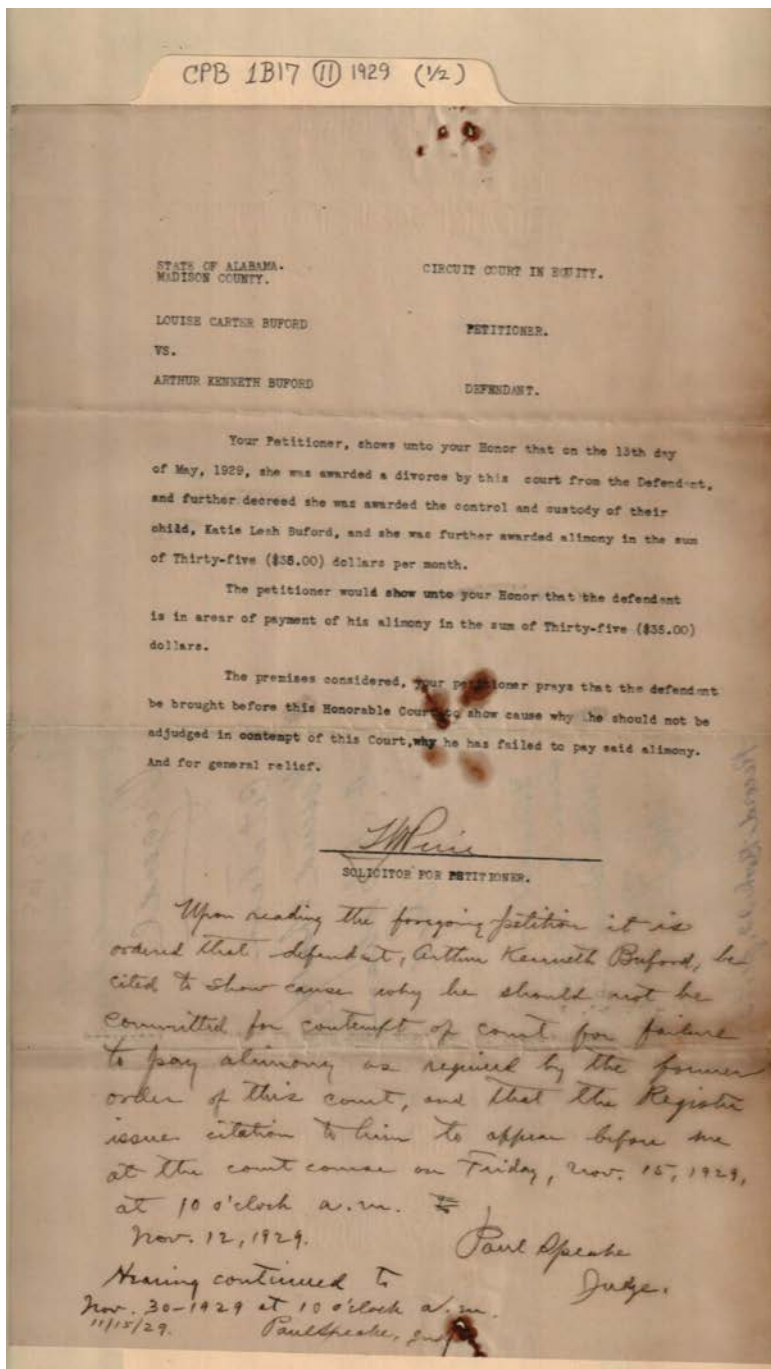 CPB 1B17 (11) 1929 (1/2)
STATE OF ALABAMA.
MADISON COUNTY.
CIRCUIT COURT IN EQUITY.
LOUISE CARTER BUFORD
PETITIONER.
VS.
ARTHUR KENNETH BUFORD
DEFENDANT.
Your Petitioner, shows unto your Honor that on the 13th day
of May, 1929, she was awarded a divorce by this court from the Defendant,
and further decreed she was awarded the control and custody of their
child, Katie Leah Buford, and she was further awarded alimony in the sum
of Thirty-five ($35.00) dollars per month.
The petitioner would show unto your Honor that the defendant
is in arear of payment of his alimony in the sum of Thirty-five ($35.00)
dollars.
The premises considered, your petitioner prays that the defendant
be brought before this Honorable Court to show cause why he should not be
adjudged in contempt of this Court,why he has failed to pay said alimony.
And for general relief.
SOLICITOR FOR PETITIONER.
Upon reading the foregoing petition it is
ordered that defendant, Arthur Kenneth Buford, be
cited to show cause why he should not be
committed for contempt of court for failure
to pay alimony as required by the former
order of this court, and that the Register
issue citation to him to appear before me
at the court course on Friday, Nov. 15, 1929,
at 10 o'clock a.m.
Nov. 12, 1929.
Paul Speake
Judge.
Hearing continued to
Nov. 30-1929 at 10 o'clock a.m.
11/15/29.
Paul Speake,